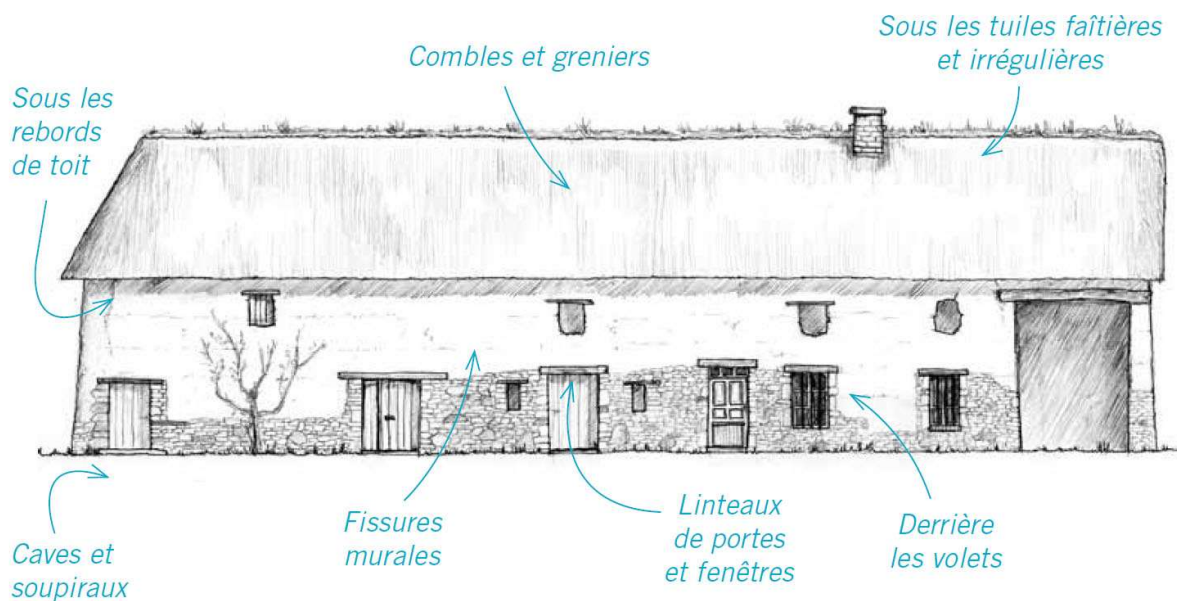 Sous les tuiles faîtières
et irrégulières
Combles et greniers
Sous les
rebords
de toit
Caves et
soupiraux
Fissures
murales
Linteaux
de portes
et fenêtres
Derrière
les volets